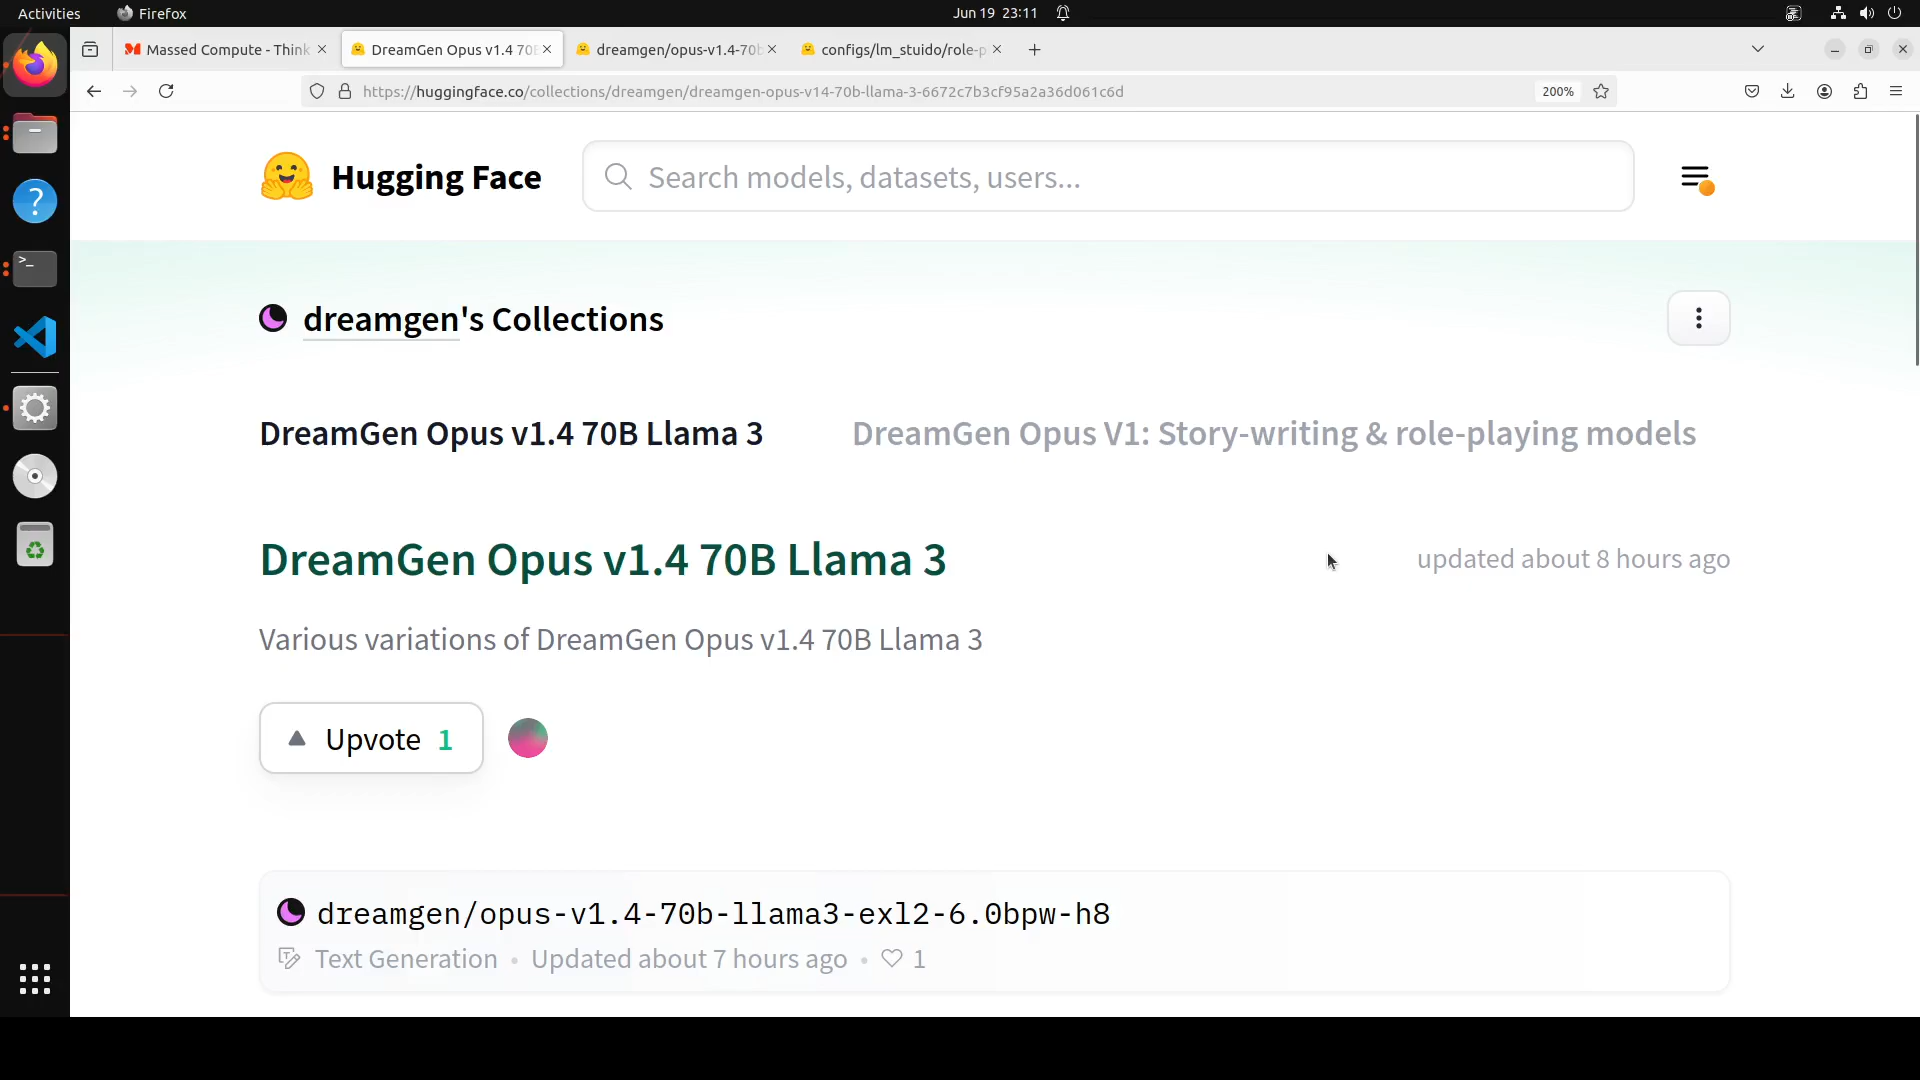 Activities
Firefox
Jun 19 23:11
Massed Compute - Think
DreamGen Opus v1.4 70B
dreamgen/opus-v1.4-70b
configs/lm_stuido/role-p
https://huggingface.co/collections/dreamgen/dreamgen-opus-v14-70b-llama-3-6672c7b3cf95a2a36d061c6d
200%
Hugging Face
Search models, datasets, users...
dreamgen's Collections
DreamGen Opus v1.4 70B Llama 3
DreamGen Opus V1: Story-writing & role-playing models
DreamGen Opus v1.4 70B Llama 3
updated about 8 hours ago
Various variations of DreamGen Opus v1.4 70B Llama 3
Upvote 1
dreamgen/opus-v1.4-70b-llama3-exl2-6.0bpw-h8
Text Generation • Updated about 7 hours ago • 1